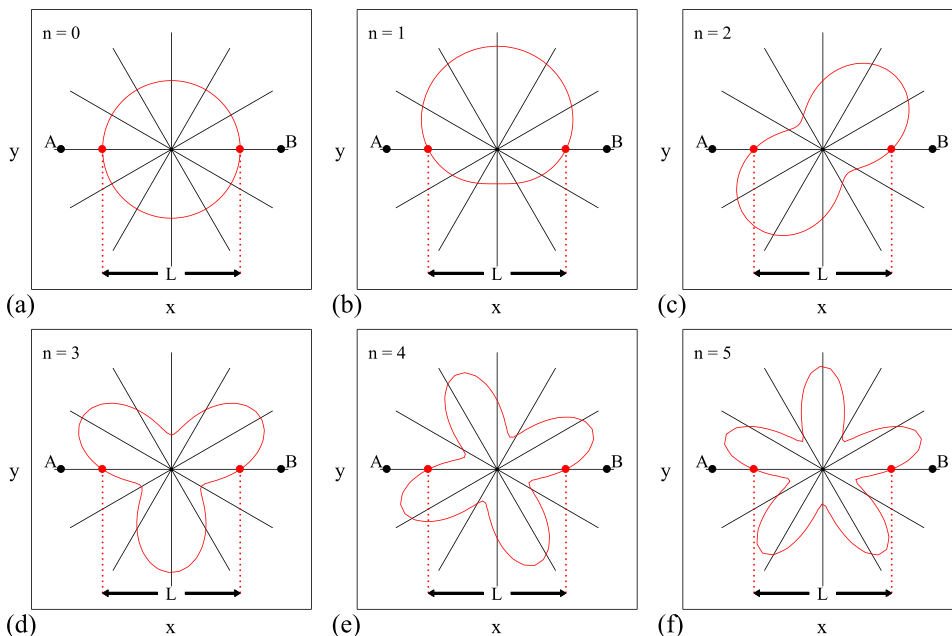 n = 0
A
B
y
L
(a)
x
n = 1
A
B
y
L
(b)
x
n = 2
A
B
y
L
(c)
x
n = 3
A
B
y
L
(d)
x
n = 4
A
B
y
L
(e)
x
n = 5
A
B
y
L
(f)
x